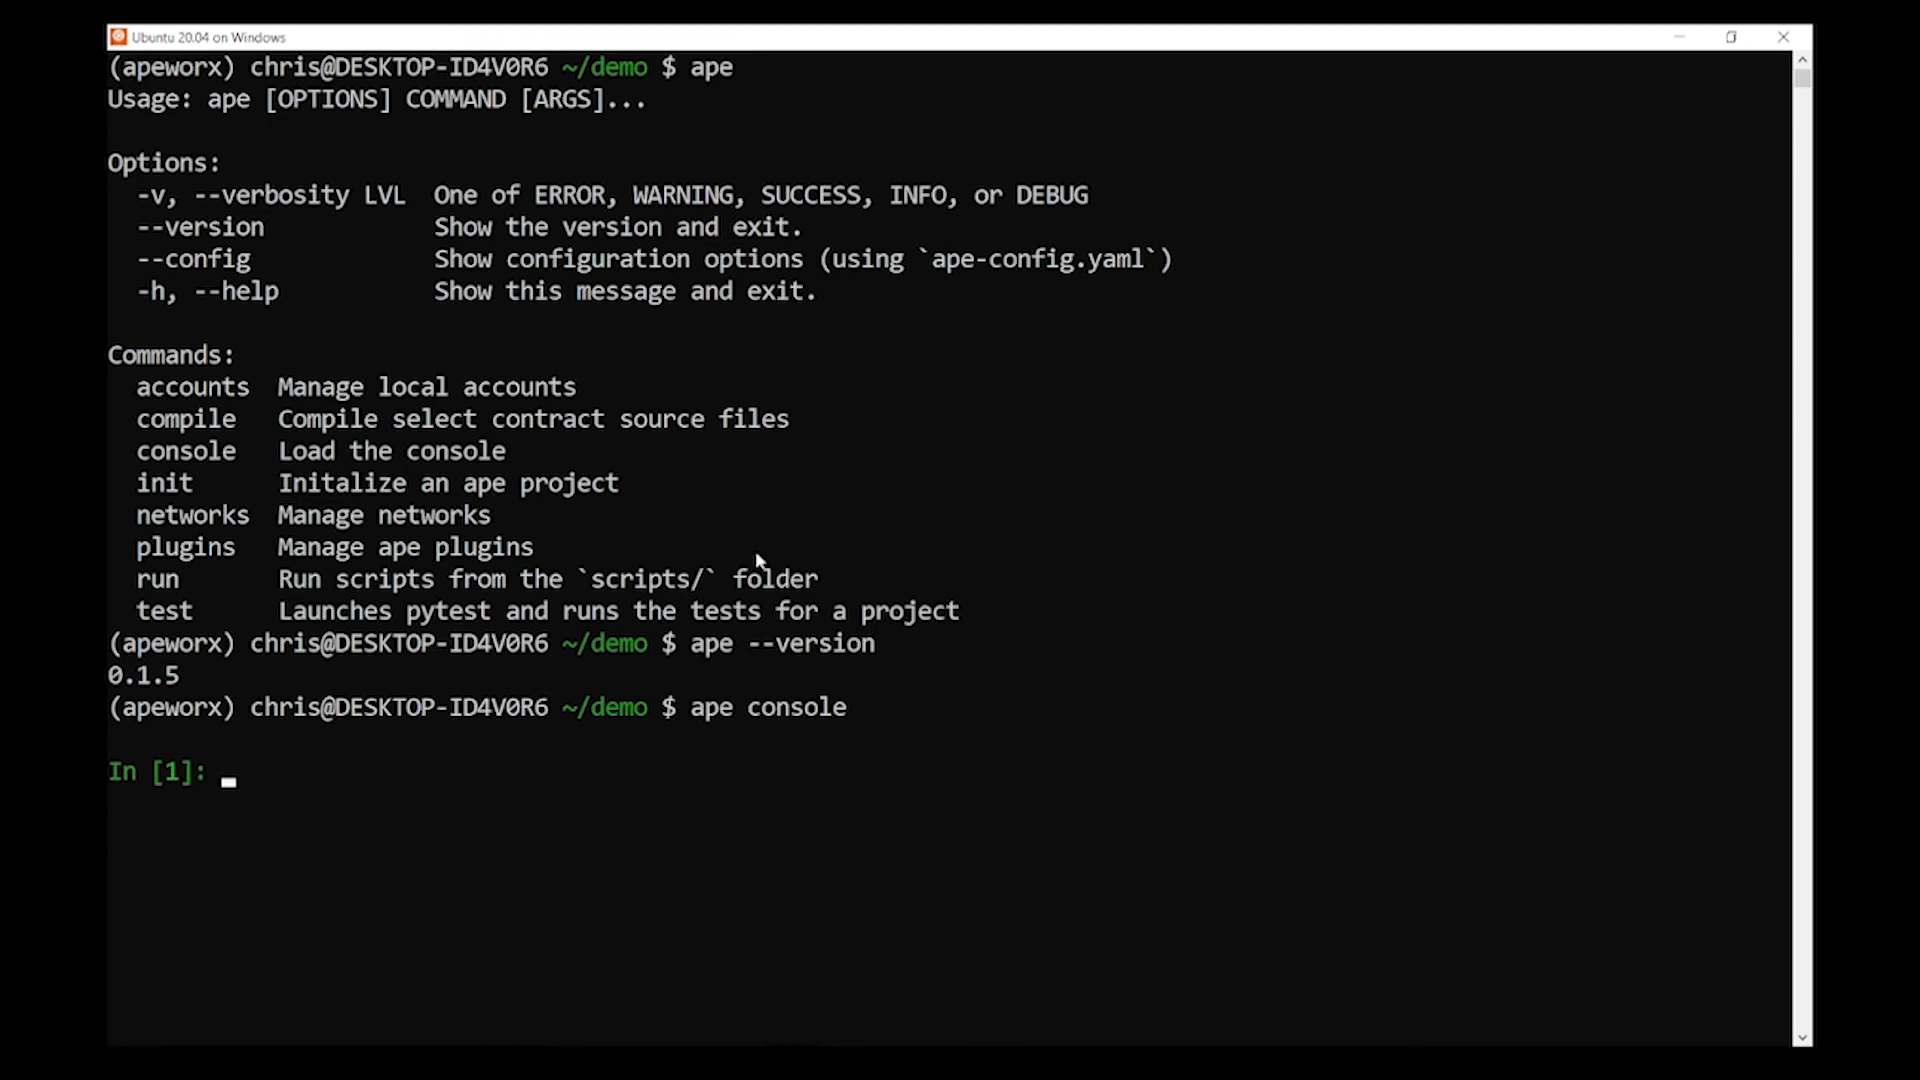 Ubuntu 20.04 on Windows
(apeworx) chris@DESKTOP-ID4V0R6 ~/demo $ ape
Usage: ape [OPTIONS] COMMAND [ARGS]...
Options:
  -v, --verbosity LVL  One of ERROR, WARNING, SUCCESS, INFO, or DEBUG
  --version            Show the version and exit.
  --config             Show configuration options (using `ape-config.yaml`)
  -h, --help           Show this message and exit.
Commands:
  accounts  Manage local accounts
  compile   Compile select contract source files
  console   Load the console
  init      Initalize an ape project
  networks  Manage networks
  plugins   Manage ape plugins
  run       Run scripts from the `scripts/` folder
  test      Launches pytest and runs the tests for a project
(apeworx) chris@DESKTOP-ID4V0R6 ~/demo $ ape --version
0.1.5
(apeworx) chris@DESKTOP-ID4V0R6 ~/demo $ ape console
In [1]: